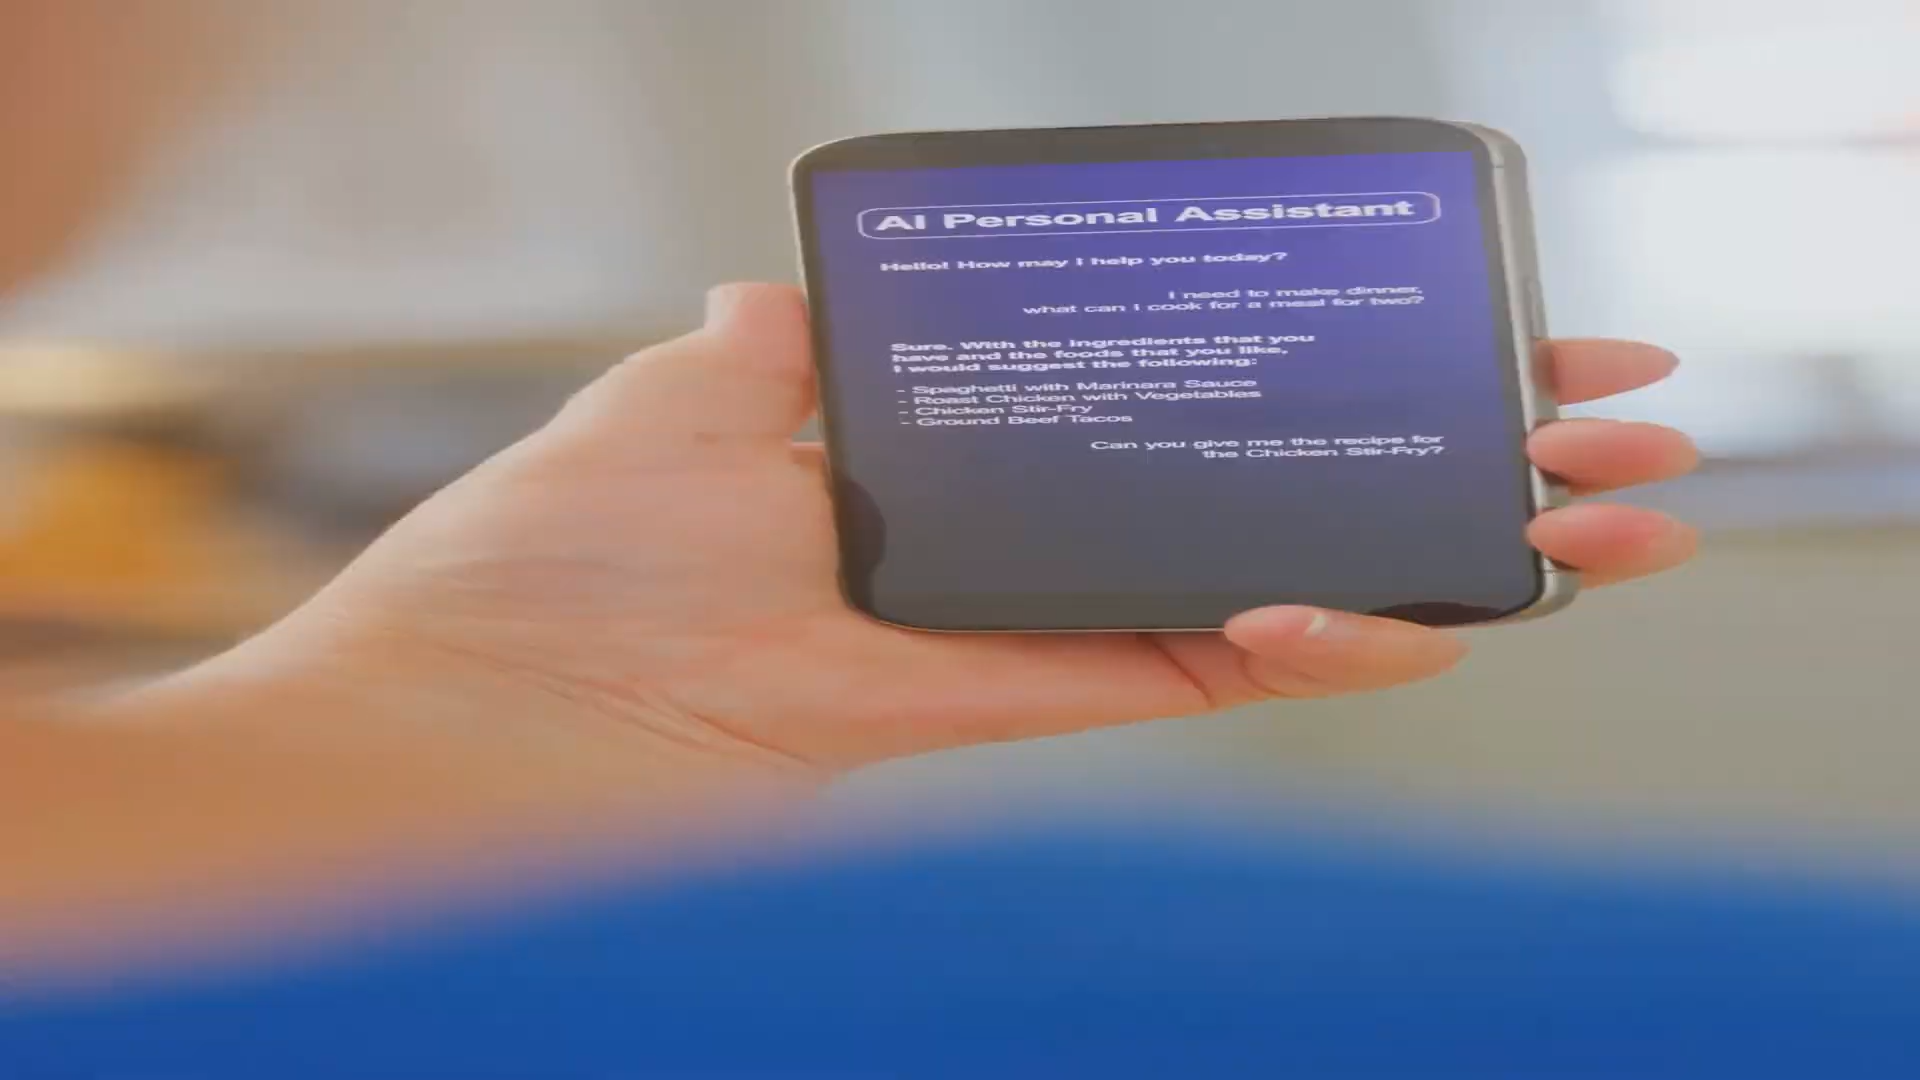 AI Personal Assistant
Hello! How may I help you today?
I need to make dinner,
what can I cook for a meal for two?
Sure. With the ingredients that you
have and the foods that you like,
I would suggest the following:
- Spaghetti with Marinara Sauce
- Roast Chicken with Vegetables
- Chicken Stir-Fry
- Ground Beef Tacos
Can you give me the recipe for
the Chicken Stir-Fry?